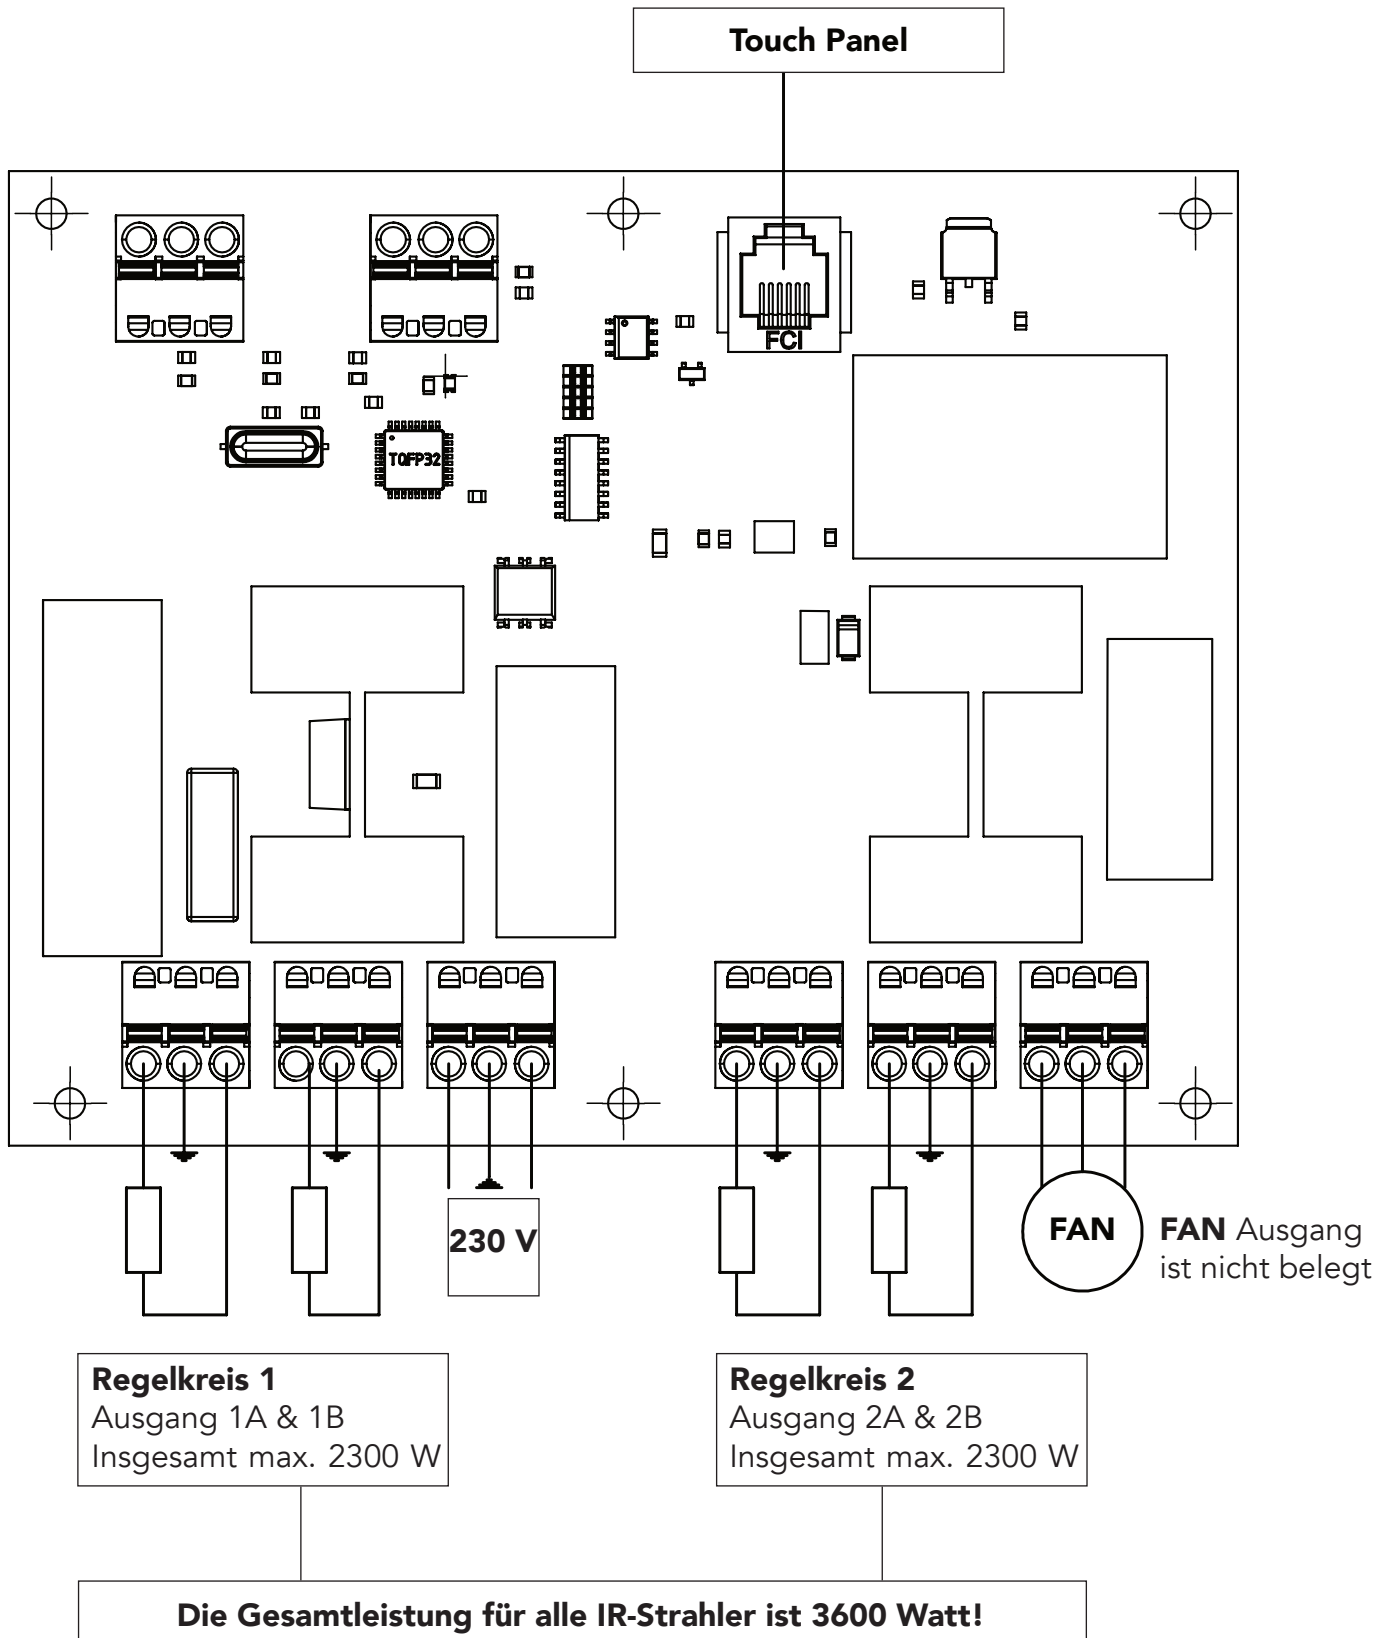 Touch Panel
FCI
TQFP32
230 V
FAN
FAN Ausgang
ist nicht belegt
Regelkreis 1
Ausgang 1A & 1B
Insgesamt max. 2300 W
Regelkreis 2
Ausgang 2A & 2B
Insgesamt max. 2300 W
Die Gesamtleistung für alle IR-Strahler ist 3600 Watt!